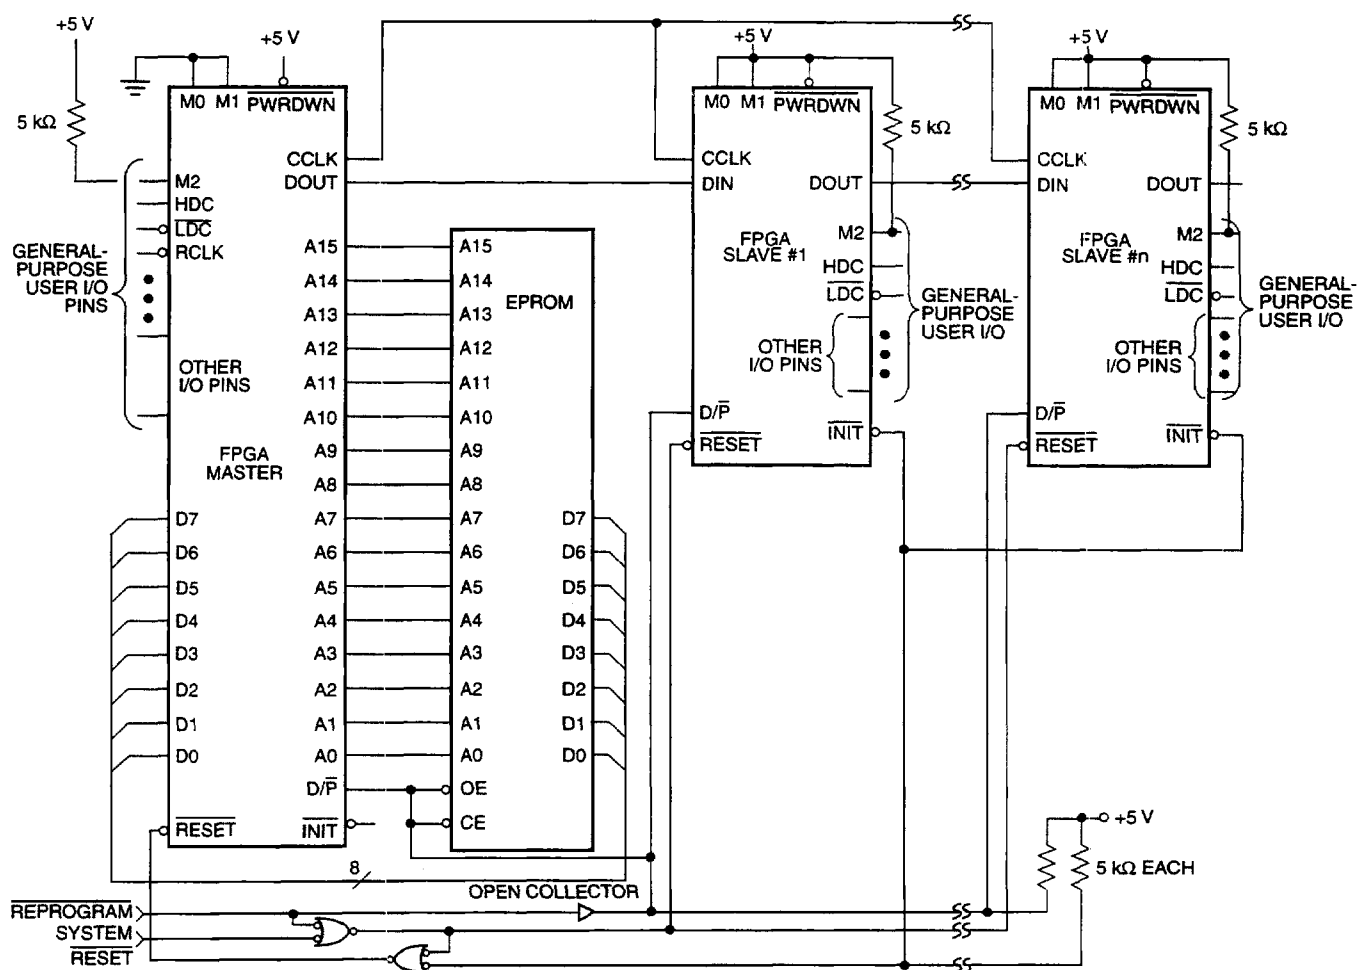 +5 V
+5 V
+5 V
+5 V
M0 M1 PWRDWN
M0 M1 PWRDWN
M0 M1 PWRDWN
5 kΩ
5 kΩ
5 kΩ
CCLK
CCLK
CCLK
M2
DOUT
DIN
DOUT
DIN
DOUT
HDC
LDC
RCLK
GENERAL-
PURPOSE
USER I/O
PINS
OTHER
I/O PINS
FPGA
MASTER
A15
A14
A13
A12
A11
A10
A9
A8
A7
A6
A5
A4
A3
A2
A1
A0
D/P
INIT
D7
D6
D5
D4
D3
D2
D1
D0
RESET
A15
A14
A13
A12
A11
A10
A9
A8
A7
A6
A5
A4
A3
A2
A1
A0
OE
CE
EPROM
D7
D6
D5
D4
D3
D2
D1
D0
FPGA
SLAVE #1
M2
HDC
LDC
OTHER
I/O PINS
GENERAL-
PURPOSE
USER I/O
D/P
RESET
INIT
FPGA
SLAVE #n
M2
HDC
LDC
OTHER
I/O PINS
GENERAL-
PURPOSE
USER I/O
D/P
RESET
INIT
8
OPEN COLLECTOR
+5 V
5 kΩ EACH
REPROGRAM
SYSTEM
RESET